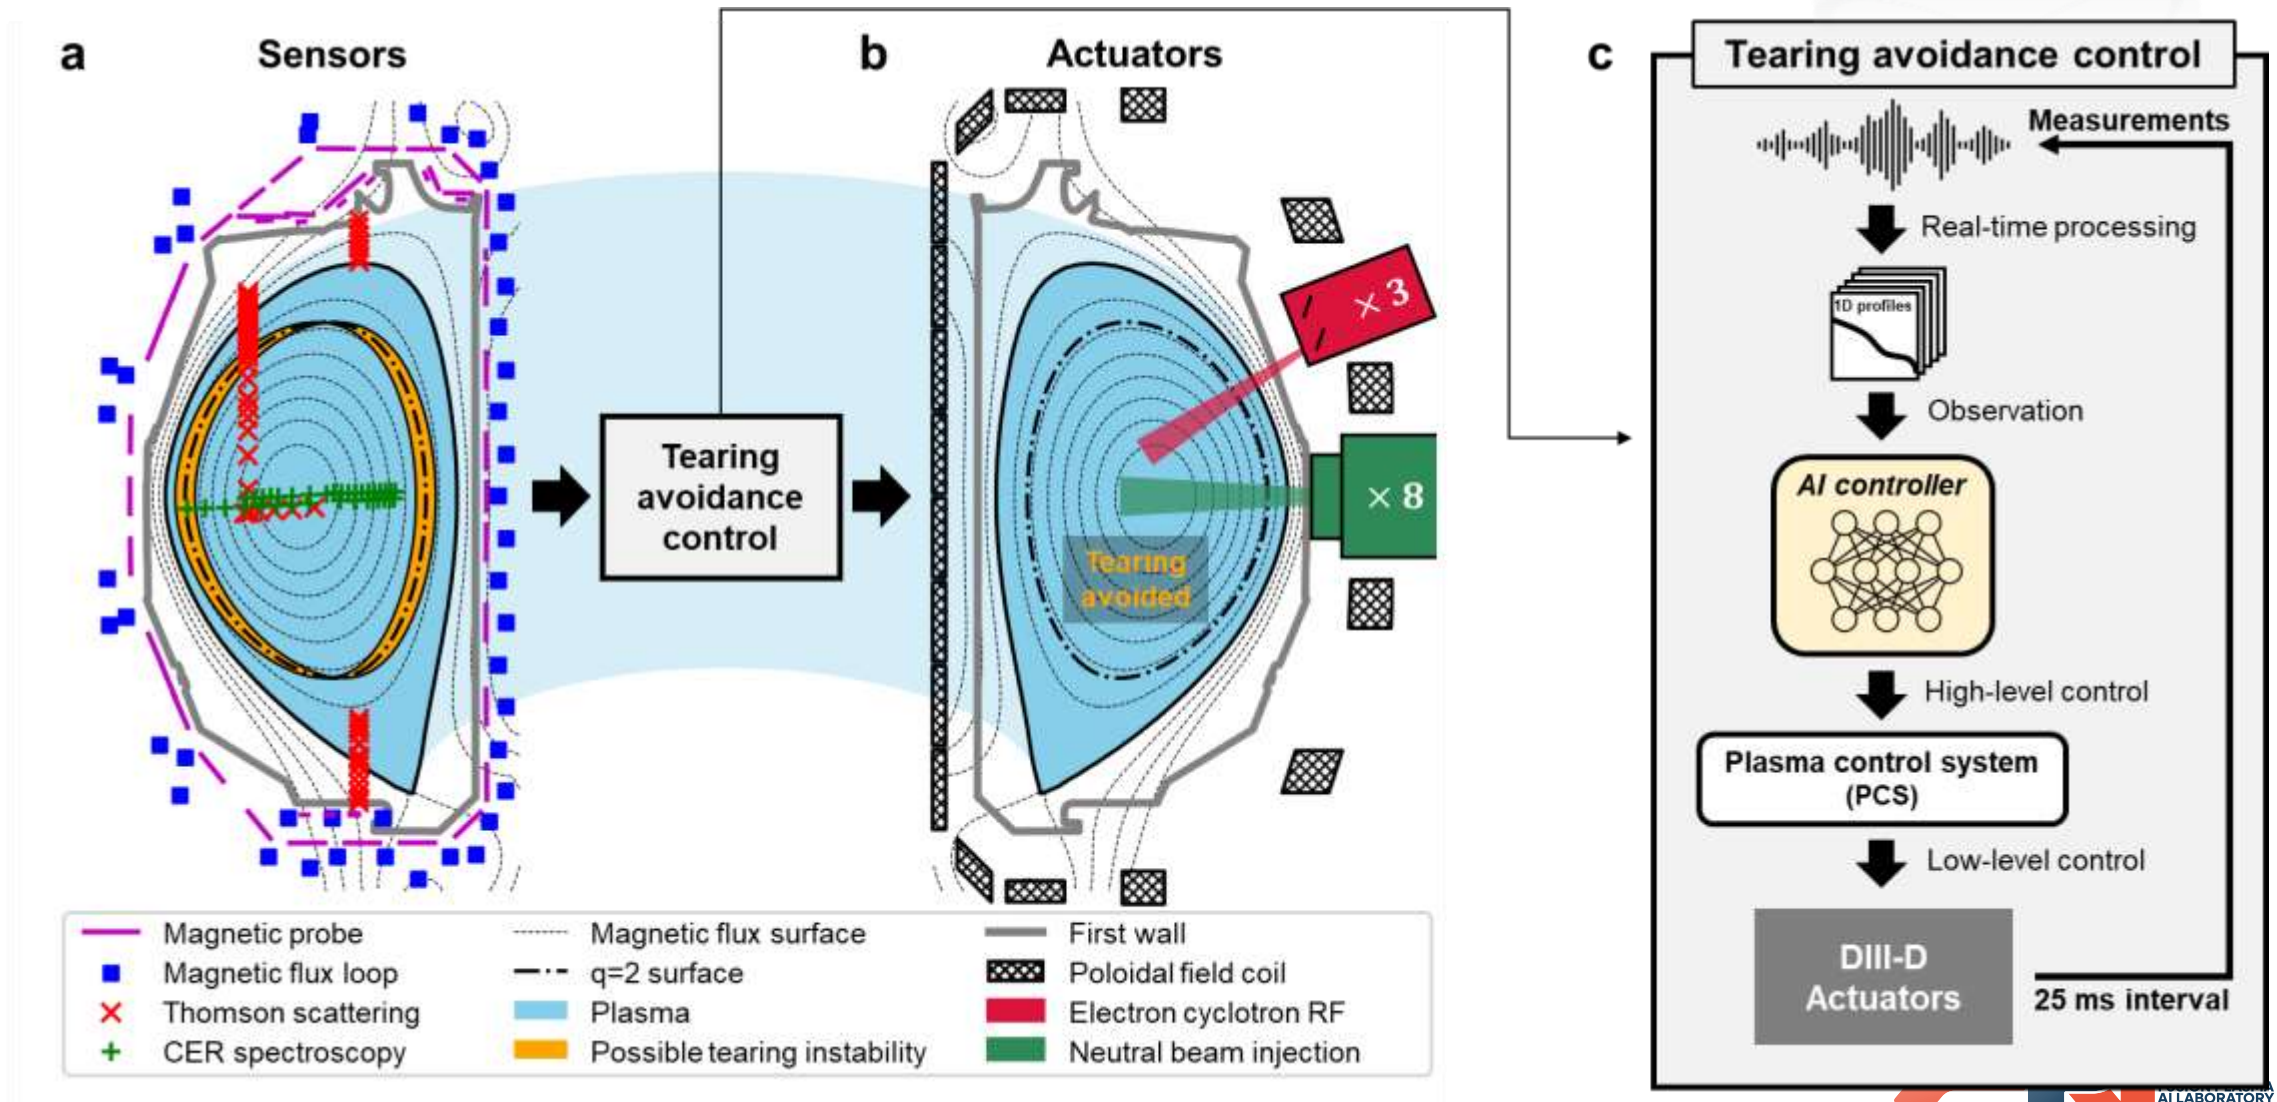 a
Sensors
b
Actuators
c
Tearing avoidance control
Tearing
avoidance
control
× 3
× 8
Tearing
avoided
Measurements
Real-time processing
1D profiles
Observation
AI controller
High-level control
Plasma control system
(PCS)
Low-level control
DIII-D
Actuators
25 ms interval
Magnetic probe
Magnetic flux loop
Thomson scattering
CER spectroscopy
Magnetic flux surface
q=2 surface
Plasma
Possible tearing instability
First wall
Poloidal field coil
Electron cyclotron RF
Neutral beam injection
AI LABORATORY